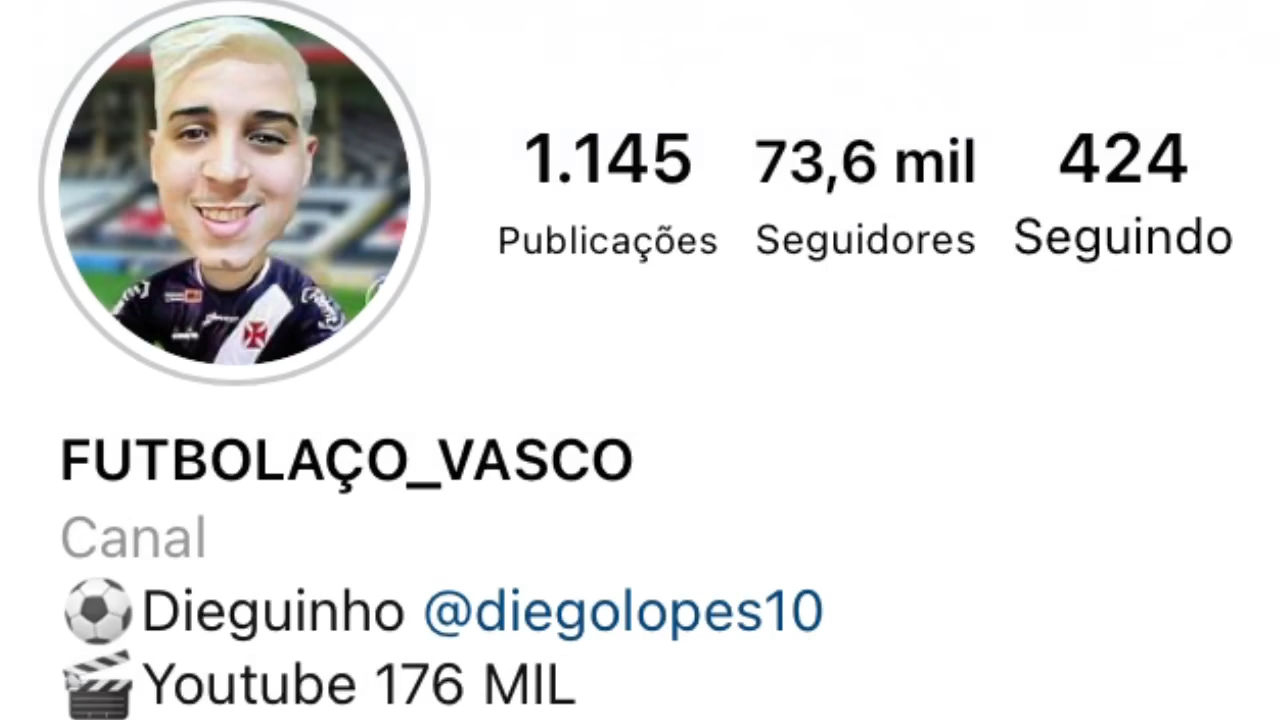 1.145 73,6 mil 424
Publicações Seguidores Seguindo
FUTBOLAÇO_VASCO
Canal
Dieguinho @diegolopes10
Youtube 176 MIL